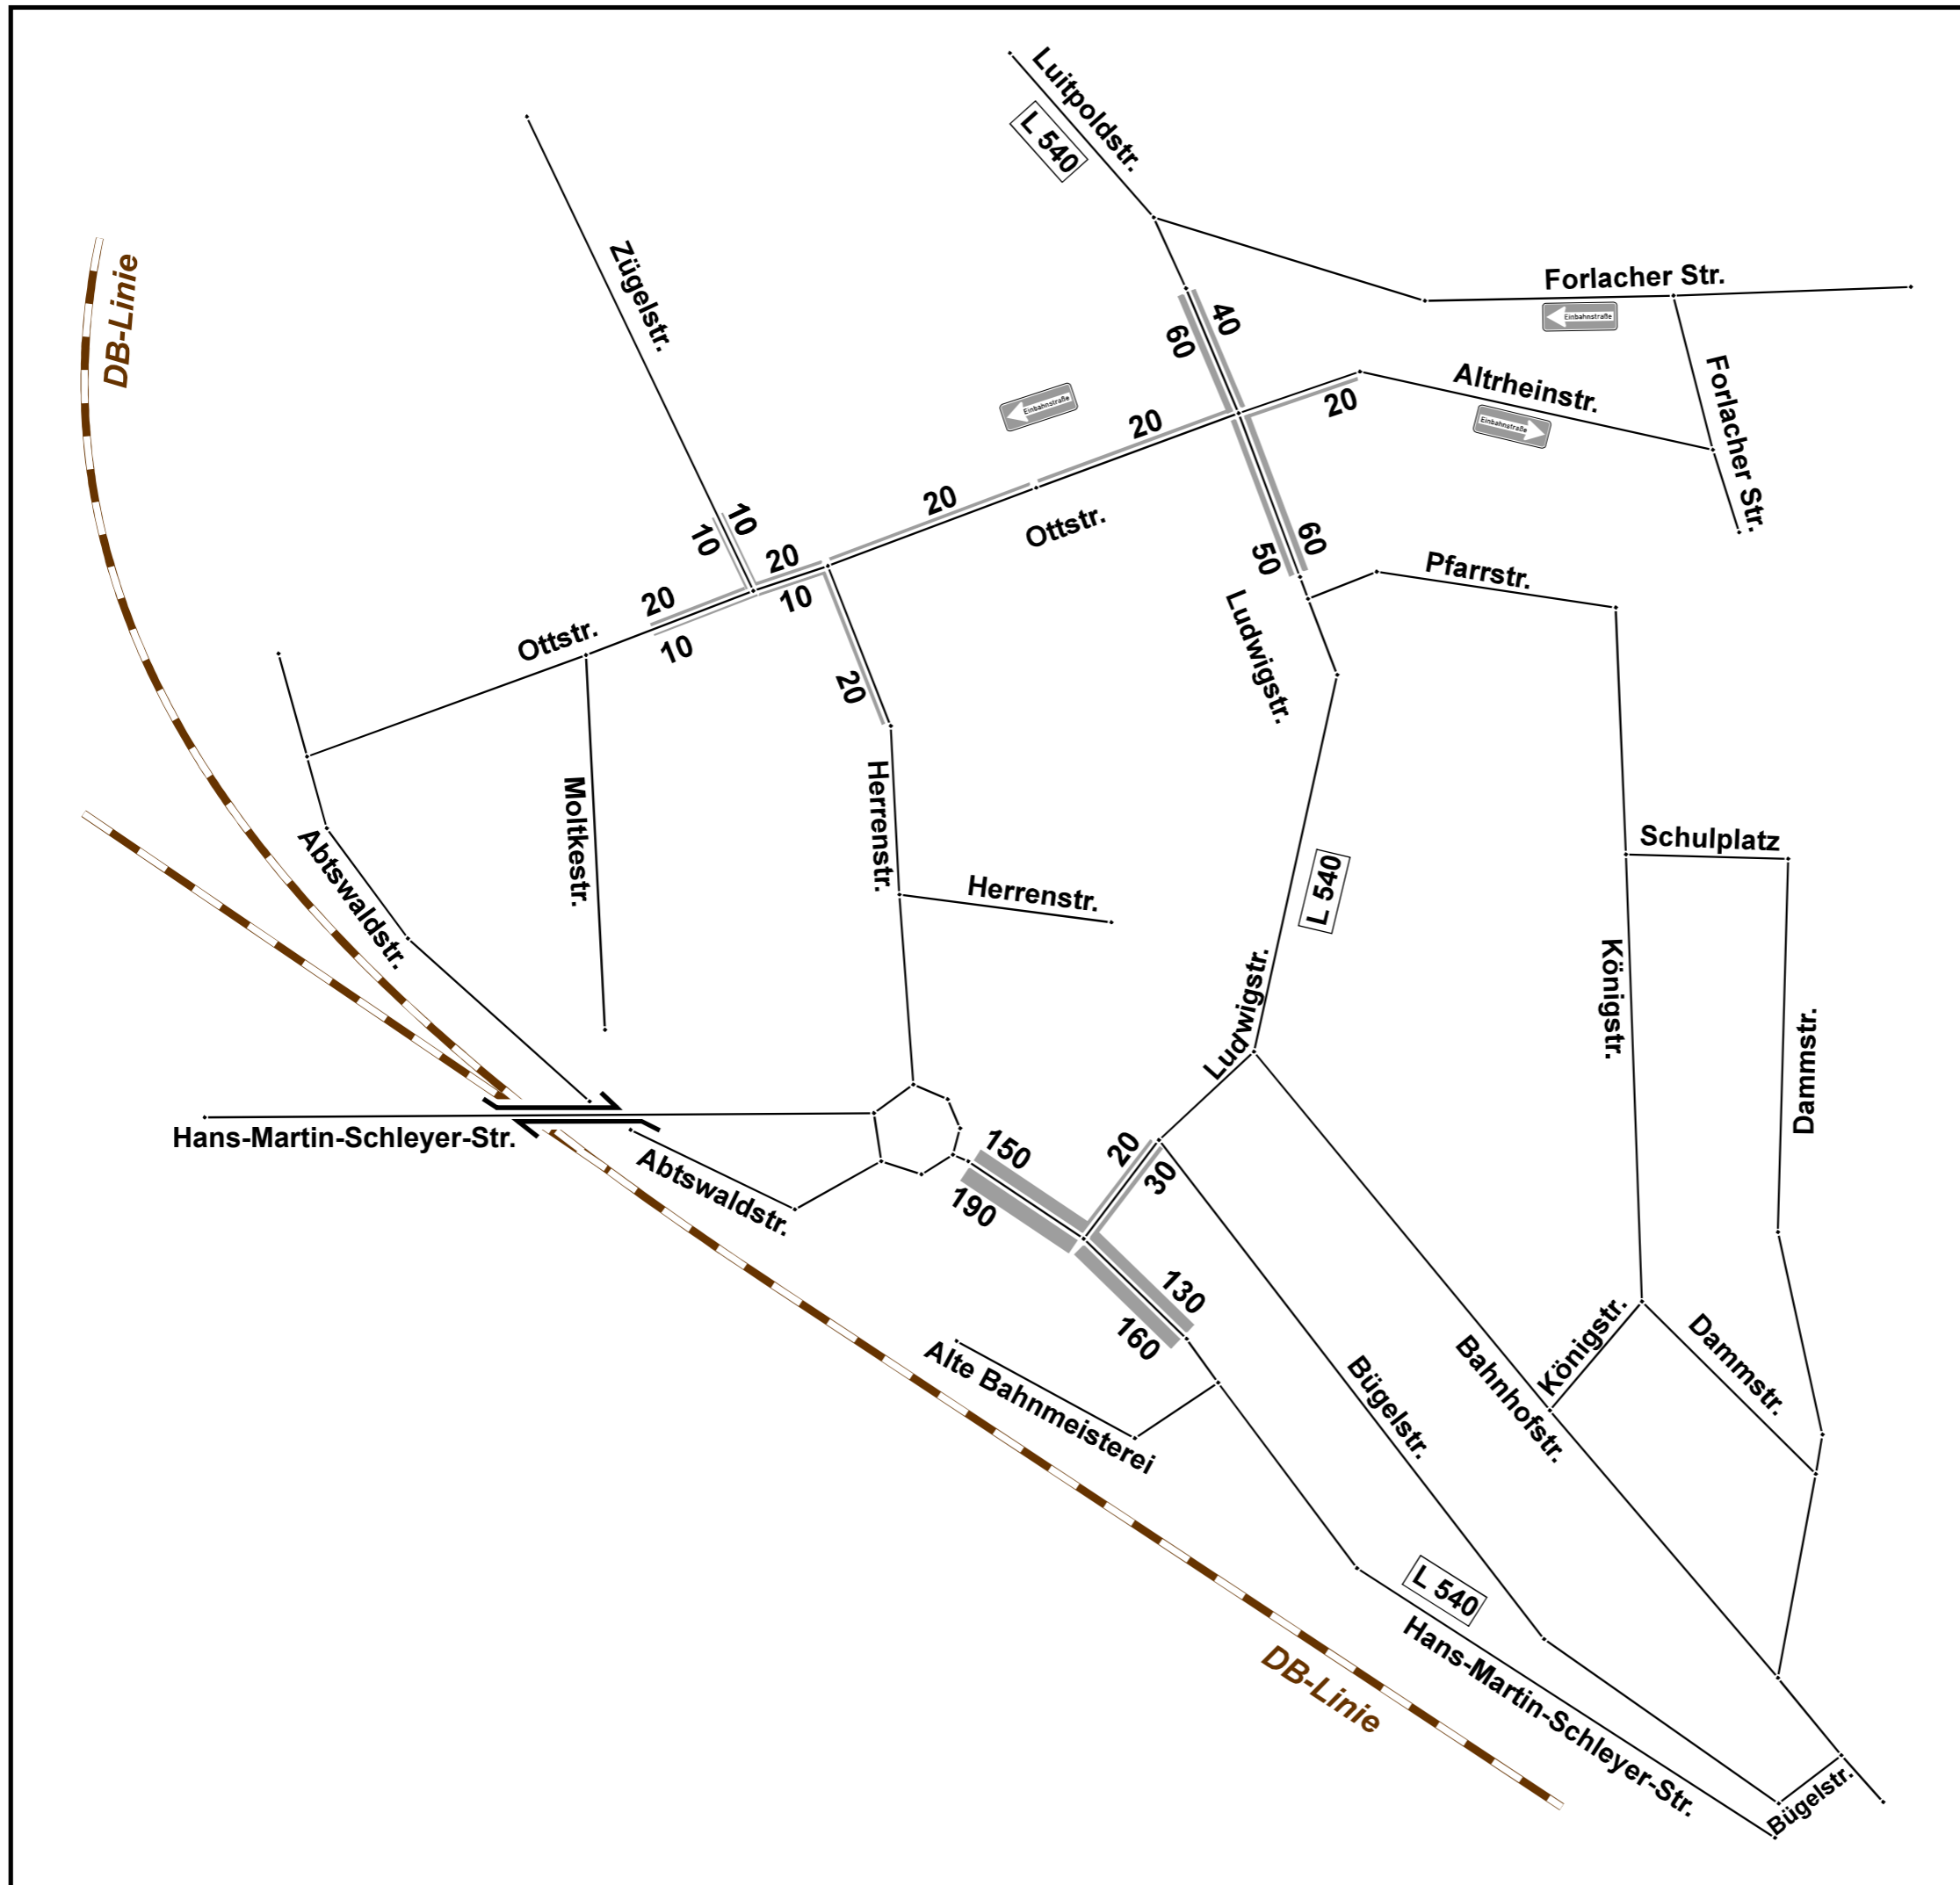 Luitpoldstr.
L 540
Zügelstr.
DB-Linie
Forlacher Str.
Einbahnstraße
40
60
Altrheinstr.
Einbahnstraße
Forlacher Str.
Einbahnstraße
20
20
20
Ottstr.
10
10
60
50
20
10
20
10
Ottstr.
Pfarrstr.
Ludwigstr.
20
Herrenstr.
Moltkestr.
Abtswaldstr.
Herrenstr.
L 540
Schulplatz
Königstr.
Ludwigstr.
Dammstr.
Hans-Martin-Schleyer-Str.
Abtswaldstr.
150
190
20
30
130
160
Alte Bahnmeisterei
Bügelstr.
Bahnhofstr.
Königstr.
Dammstr.
L 540
Hans-Martin-Schleyer-Str.
DB-Linie
Bügelstr.